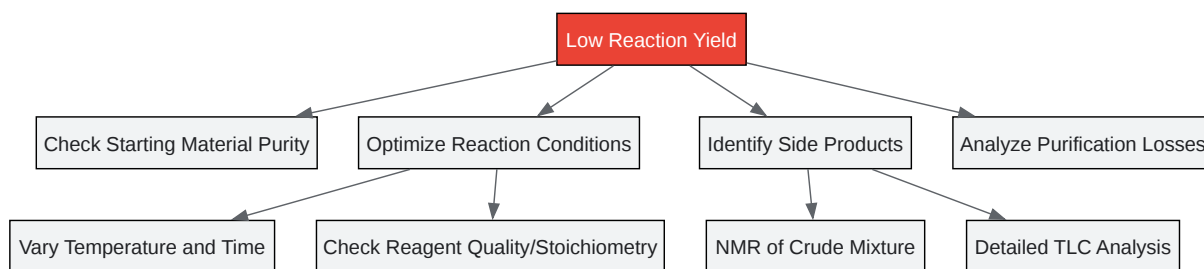 Low Reaction Yield
Check Starting Material Purity
Optimize Reaction Conditions
Identify Side Products
Analyze Purification Losses
Vary Temperature and Time
Check Reagent Quality/Stoichiometry
NMR of Crude Mixture
Detailed TLC Analysis